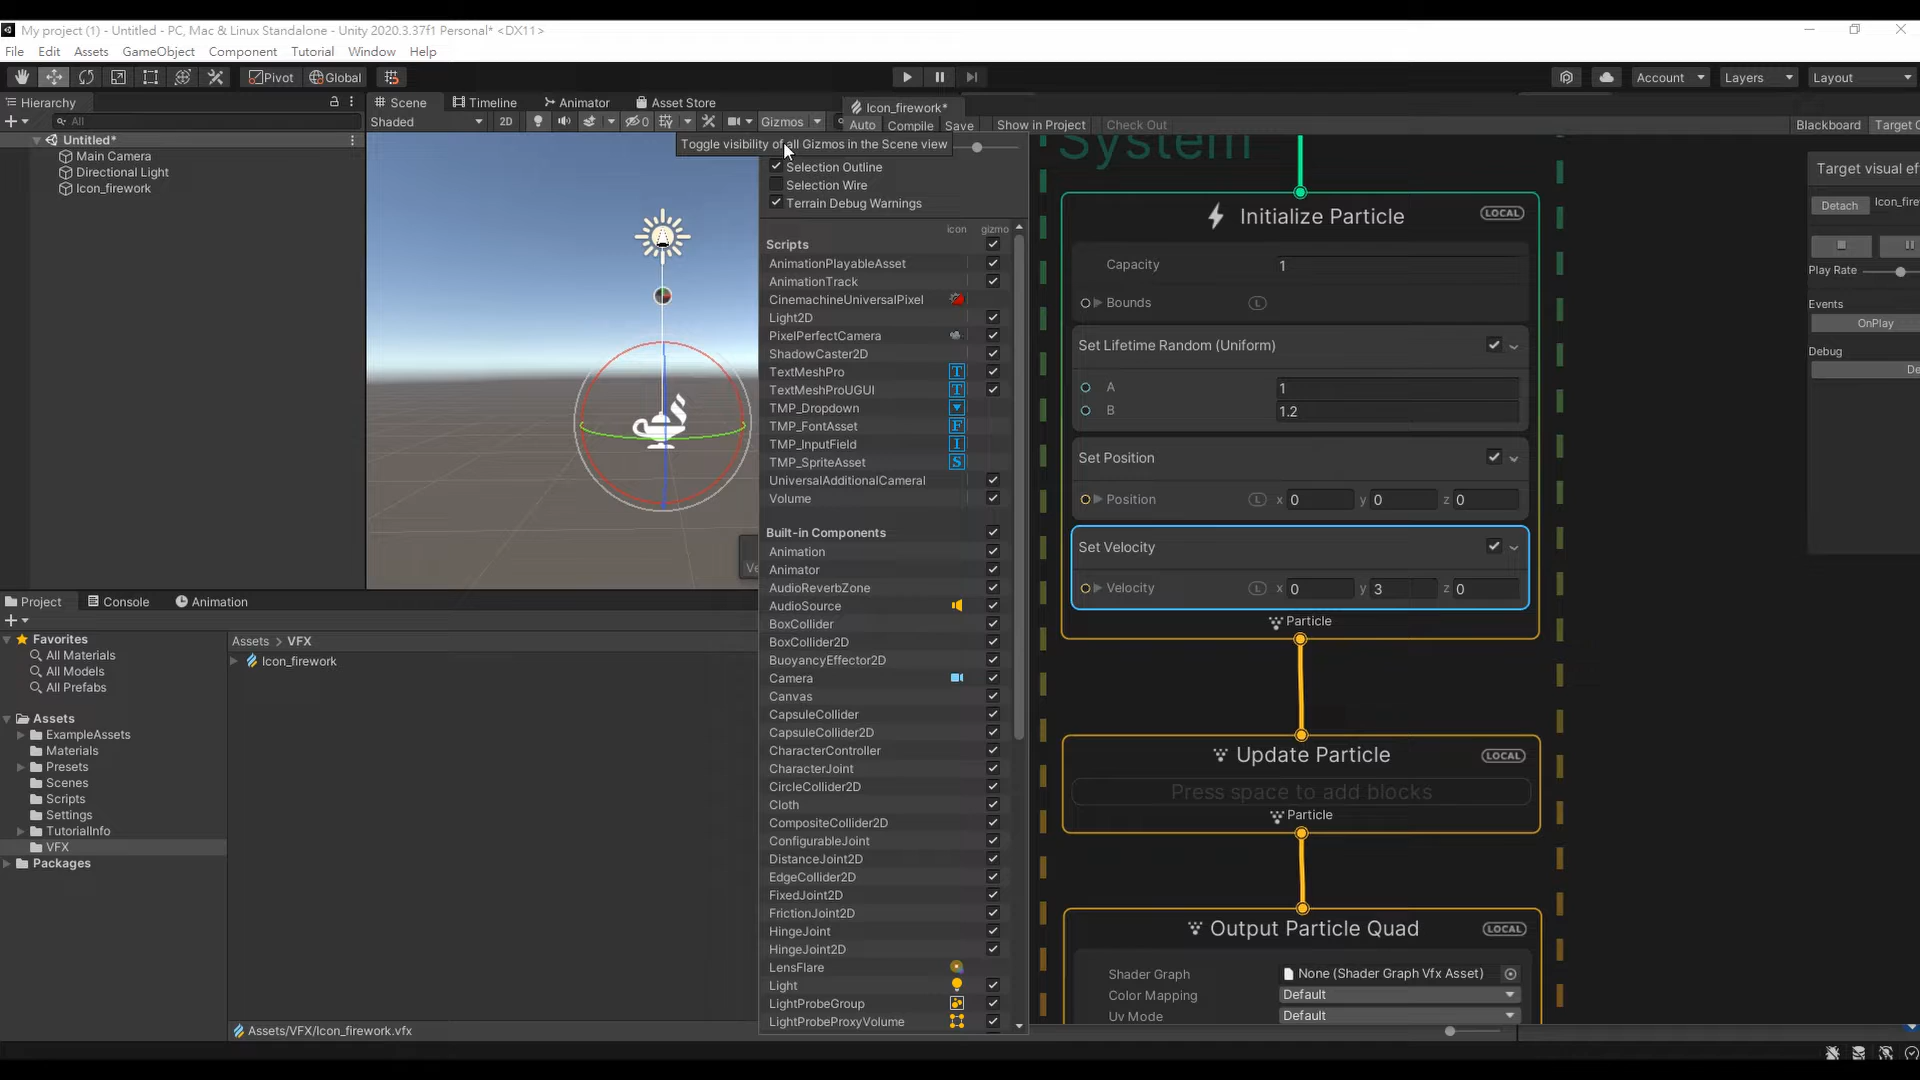 My project (1) - Untitled - PC, Mac & Linux Standalone - Unity 2020.3.37f1 Personal* <DX11>
File Edit Assets GameObject Component Tutorial Window Help
Pivot Global Account Layers Layout
Hierarchy
All
Untitled*
Main Camera
Directional Light
Icon_firework
Scene Timeline Animator Asset Store
Shaded 2D 0 Gizmos
Toggle visibility of all Gizmos in the Scene view
Selection Outline
Selection Wire
Terrain Debug Warnings
icon gizmo
Scripts
AnimationPlayableAsset
AnimationTrack
CinemachineUniversalPixel
Light2D
PixelPerfectCamera
ShadowCaster2D
TextMeshPro T
TextMeshProUGUI T
TMP_Dropdown
TMP_FontAsset F
TMP_InputField I
TMP_SpriteAsset S
UniversalAdditionalCameraI
Volume
Built-in Components
Animation
Animator
AudioReverbZone
AudioSource
BoxCollider
BoxCollider2D
BuoyancyEffector2D
Camera
Canvas
CapsuleCollider
CapsuleCollider2D
CharacterController
CharacterJoint
CircleCollider2D
Cloth
CompositeCollider2D
ConfigurableJoint
DistanceJoint2D
EdgeCollider2D
FixedJoint2D
FrictionJoint2D
HingeJoint
HingeJoint2D
LensFlare
Light
LightProbeGroup
LightProbeProxyVolume
Ve
Project Console Animation
Favorites
All Materials
All Models
All Prefabs
Assets
ExampleAssets
Materials
Presets
Scenes
Scripts
Settings
TutorialInfo
VFX
Packages
Assets > VFX
Icon_firework
Assets/VFX/Icon_firework.vfx
Icon_firework*
Auto Compile Save Show in Project Check Out Blackboard Target
System
Initialize Particle LOCAL
Capacity 1
Bounds L
Set Lifetime Random (Uniform)
A 1
B 1.2
Set Position
Position L x 0 y 0 z 0
Set Velocity
Velocity L x 0 y 3 z 0
Particle
Update Particle LOCAL
Press space to add blocks
Particle
Output Particle Quad LOCAL
Shader Graph None (Shader Graph Vfx Asset)
Color Mapping Default
Uv Mode Default
Target visual ef
Detach Icon_fire
Play Rate
Events
OnPlay
Debug
De